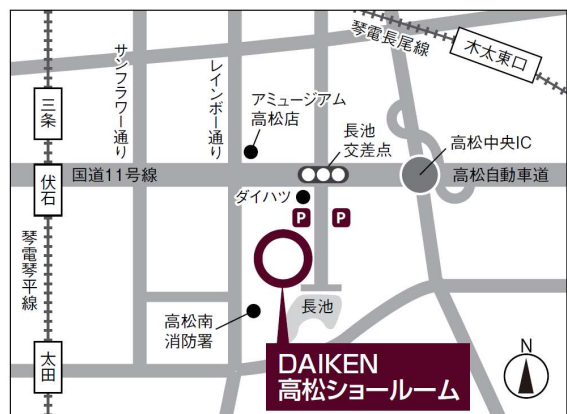 琴電長尾線
木太東口
サンフラワー通り
レインボー通り
三条
アミュージアム
高松店
長池
交差点
高松中央IC
伏石
国道11号線
高松自動車道
ダイハツ
P
P
琴電琴平線
長池
高松南
消防署
太田
DAIKEN
高松ショールーム
N